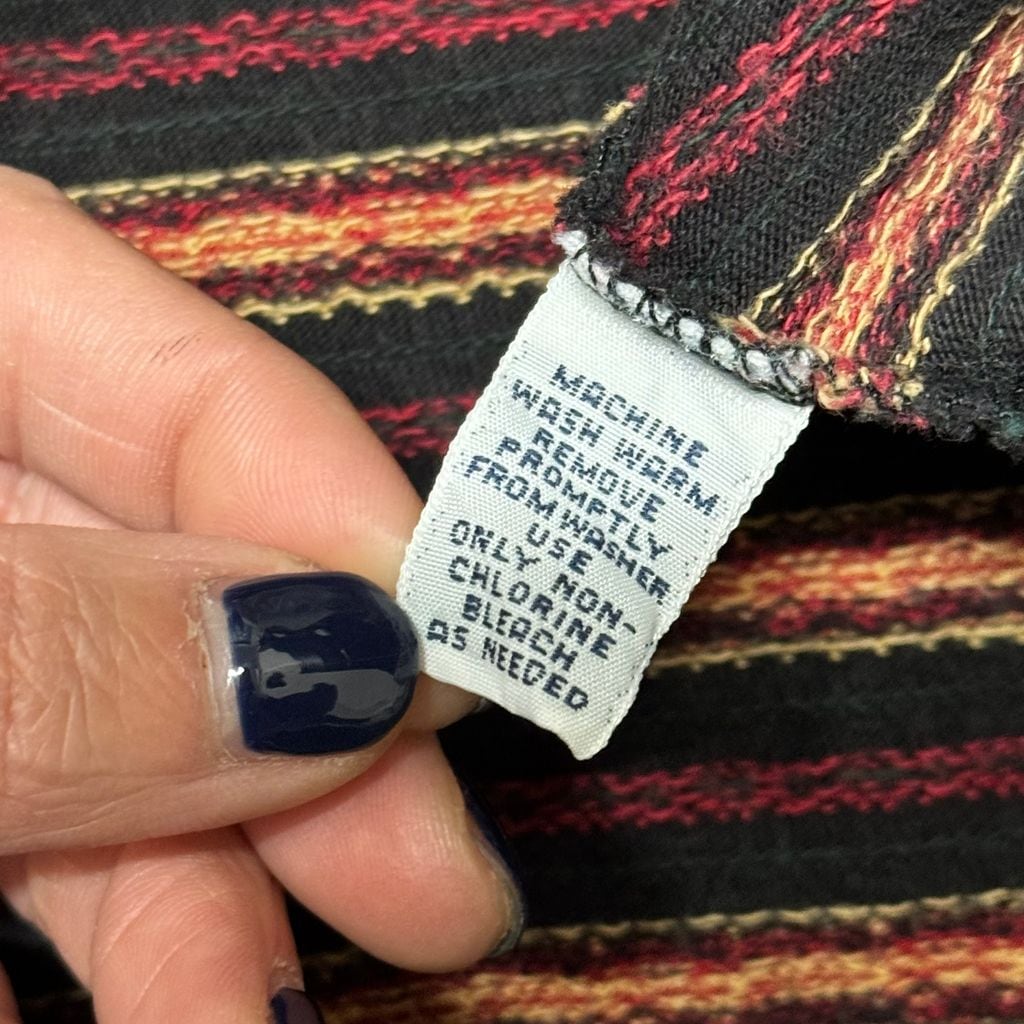 MACHINE
WASH WARM
REMOVE
PROMPTLY
FROM WASHER
USE
ONLY NON-
CHLORINE
BLEACH
AS NEEDED